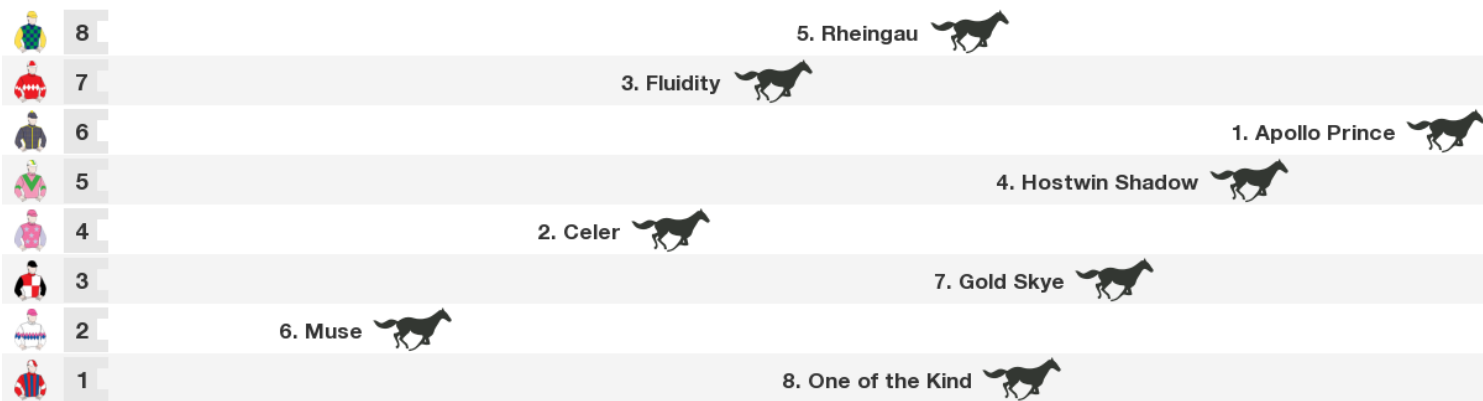 8 5. Rheingau
7 3. Fluidity
6 1. Apollo Prince
5 4. Hostwin Shadow
4 2. Celer
3 7. Gold Skye
2 6. Muse
1 8. One of the Kind